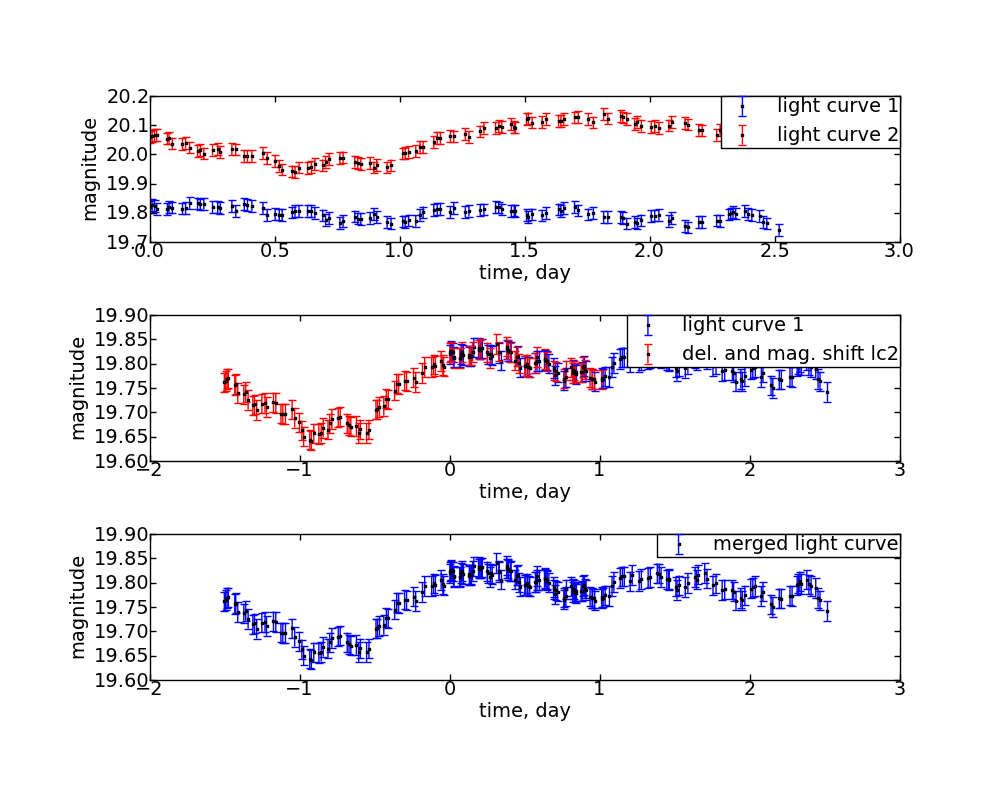 20.2
20.1
20.0
19.9
19.8
19.7
magnitude
light curve 1
light curve 2
0.0 0.5 1.0 1.5 2.0 2.5 3.0
time, day
19.90
19.85
19.80
19.75
19.70
19.65
19.60
magnitude
light curve 1
del. and mag. shift lc2
−2 −1 0 1 2 3
time, day
19.90
19.85
19.80
19.75
19.70
19.65
19.60
magnitude
merged light curve
−2 −1 0 1 2 3
time, day